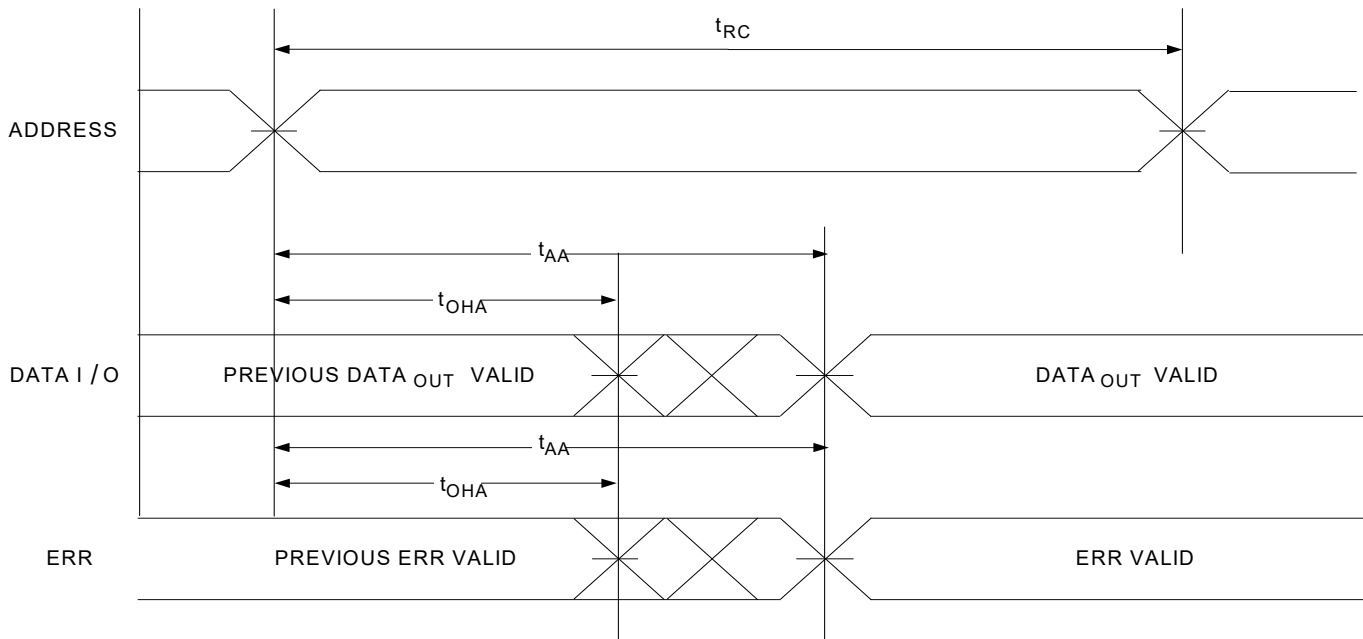 tRC
ADDRESS
tAA
tOHA
DATA I / O
PREVIOUS DATA OUT VALID
DATA OUT VALID
tAA
tOHA
ERR
PREVIOUS ERR VALID
ERR VALID